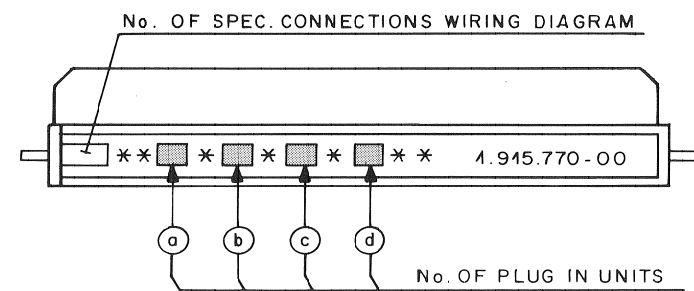 No. OF SPEC. CONNECTIONS WIRING DIAGRAM
** * * * ** 1.915.770-00
a b c d
No. OF PLUG IN UNITS